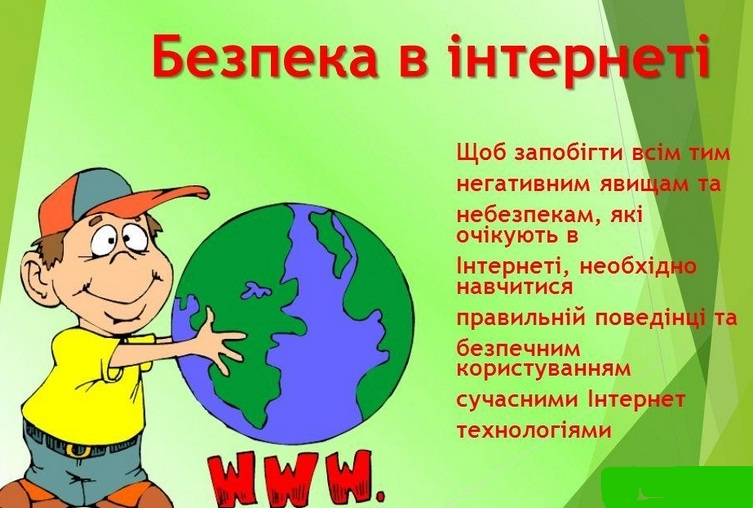 Безпека в інтернеті
Щоб запобігти всім тим
негативним явищам та
небезпекам, які
очікують в
Інтернеті, необхідно
навчитися
правильній поведінці та
безпечним
користуванням
сучасними Інтернет
технологіями
www.